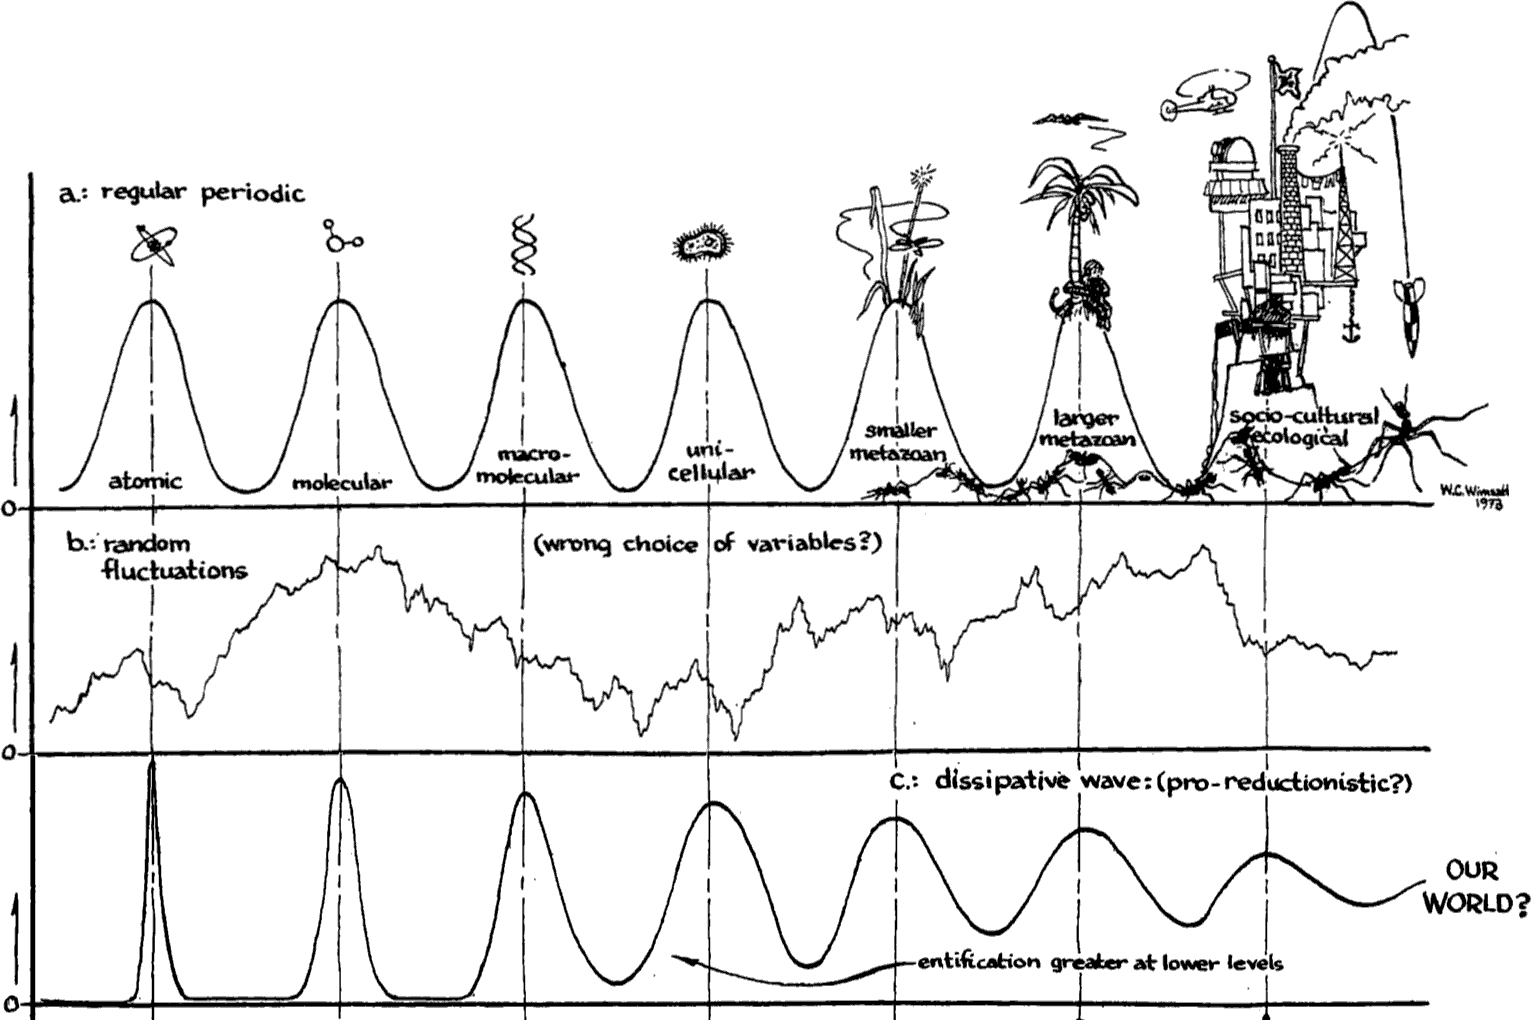 a.: regular periodic
atomic
molecular
macro-
molecular
uni-
cellular
smaller
metazoan
larger
metazoan
socio-cultural
ecological
W.C. Wimsatt
1973
0
b.: random
fluctuations
(wrong choice of variables?)
0
c.: dissipative wave: (pro-reductionistic?)
OUR
WORLD?
entification greater at lower levels
0